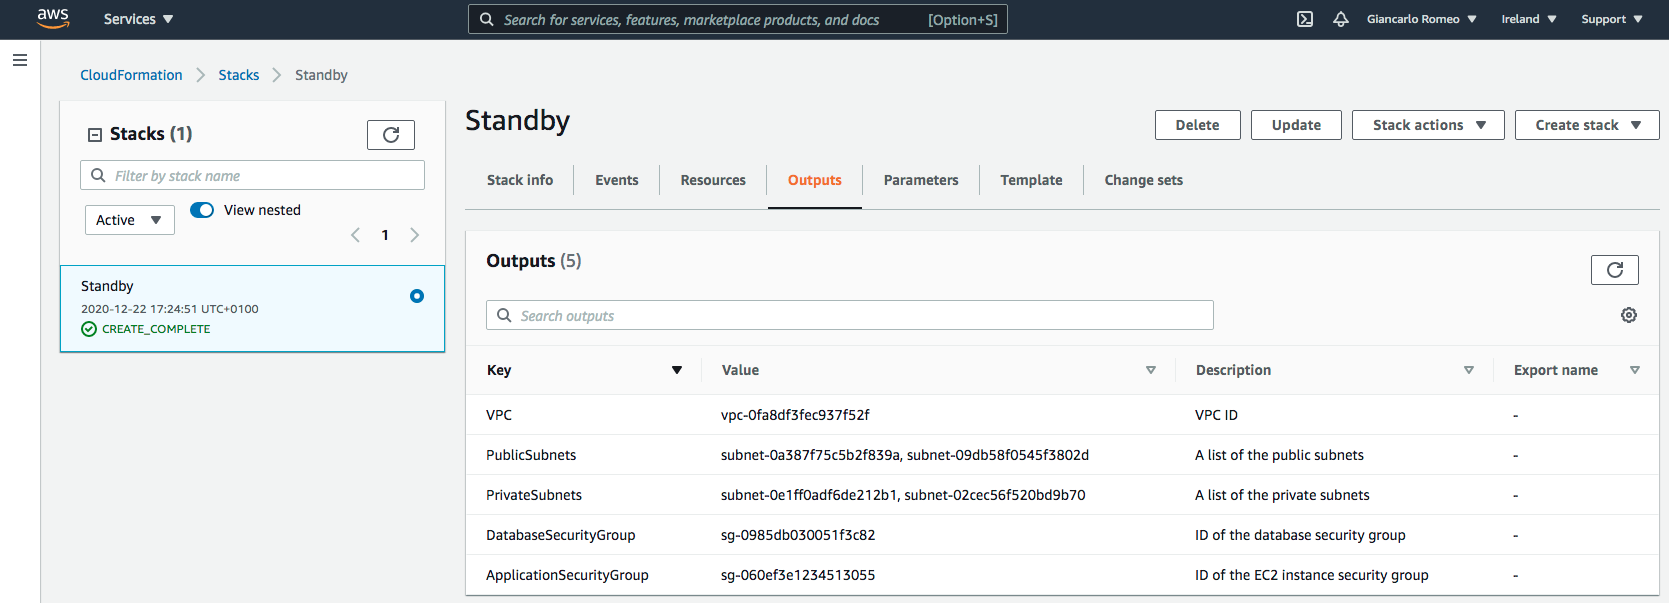 aws Services Search for services, features, marketplace products, and docs [Option+S] Giancarlo Romeo Ireland Support
CloudFormation Stacks Standby
Stacks (1)
Filter by stack name
Active View nested
1
Standby
2020-12-22 17:24:51 UTC+0100
CREATE_COMPLETE
Standby
Delete Update Stack actions Create stack
Stack info Events Resources Outputs Parameters Template Change sets
Outputs (5)
Search outputs
Key Value Description Export name
VPC vpc-0fa8df3fec937f52f VPC ID -
PublicSubnets subnet-0a387f75c5b2f839a, subnet-09db58f0545f3802d A list of the public subnets -
PrivateSubnets subnet-0e1ff0adf6de212b1, subnet-02cec56f520bd9b70 A list of the private subnets -
DatabaseSecurityGroup sg-0985db030051f3c82 ID of the database security group -
ApplicationSecurityGroup sg-060ef3e1234513055 ID of the EC2 instance security group -